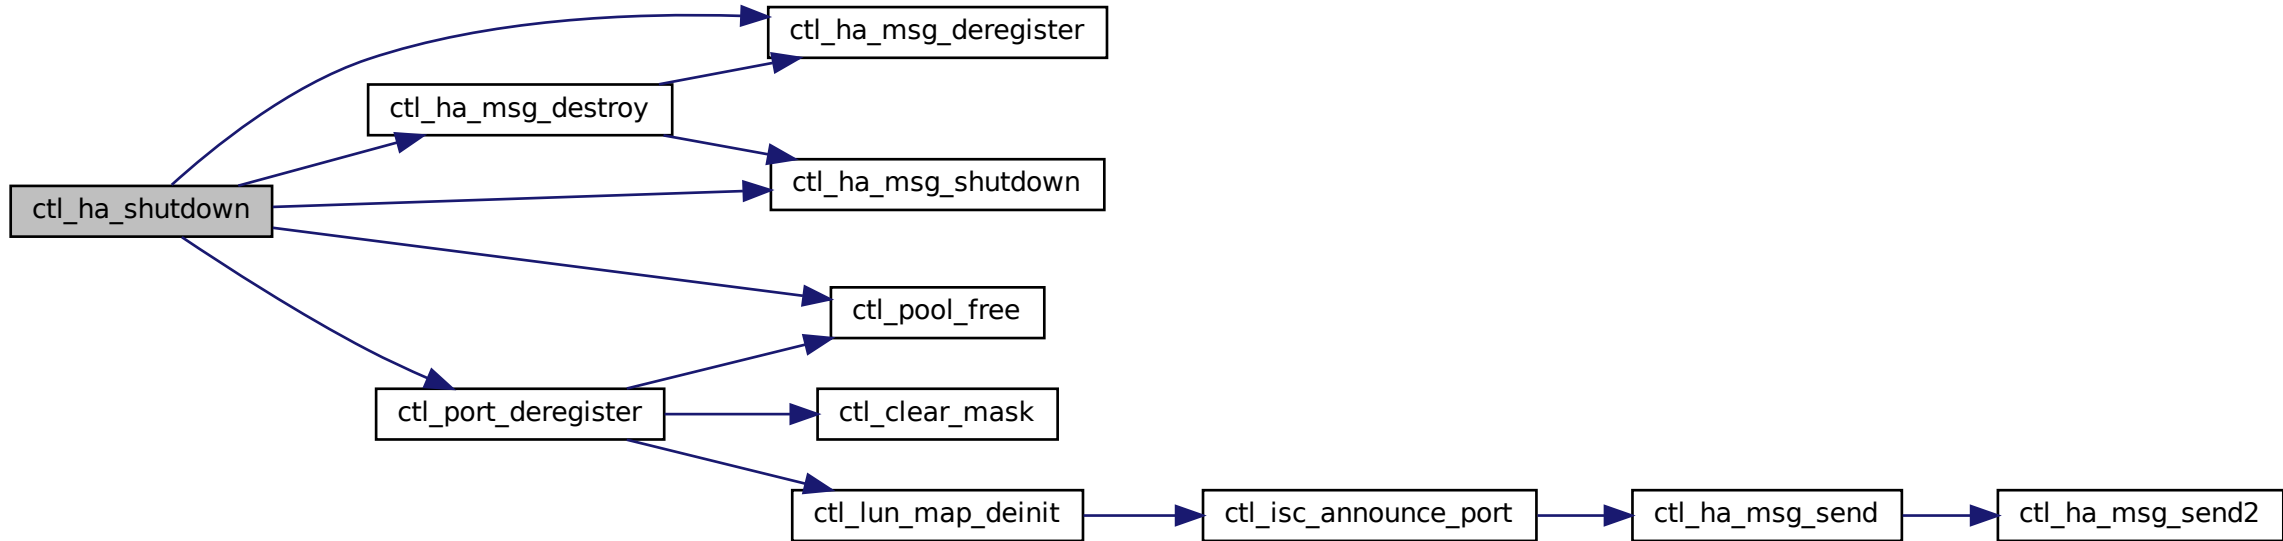 ctl_ha_msg_deregister
ctl_ha_msg_destroy
ctl_ha_msg_shutdown
ctl_ha_shutdown
ctl_pool_free
ctl_port_deregister
ctl_clear_mask
ctl_lun_map_deinit
ctl_isc_announce_port
ctl_ha_msg_send
ctl_ha_msg_send2